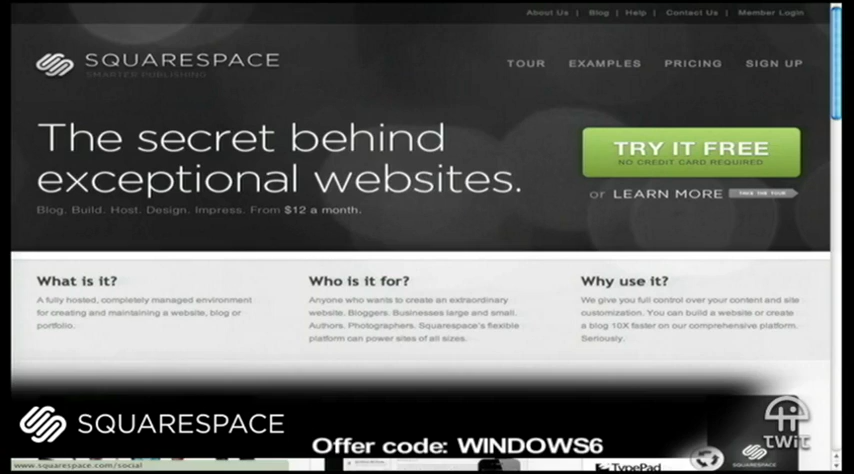 About Us | Blog | Help | Contact Us | Member Login
SQUARESPACE
SMARTER PUBLISHING
TOUR EXAMPLES PRICING SIGN UP
The secret behind
exceptional websites.
Blog. Build. Host. Design. Impress. From $12 a month.
TRY IT FREE
NO CREDIT CARD REQUIRED
or LEARN MORE TAKE THE TOUR
What is it?
A fully hosted, completely managed environment
for creating and maintaining a website, blog or
portfolio.
Who is it for?
Anyone who wants to create an extraordinary
website. Bloggers. Businesses large and small.
Authors. Photographers. Squarespace's flexible
platform can power sites of all sizes.
Why use it?
We give you full control over your content and site
customization. You can build a website or create
a blog 10X faster on our comprehensive platform.
Seriously.
SQUARESPACE
Offer code: WINDOWS6
TWiT
www.squarespace.com/social
TypePad
SQUARESPACE